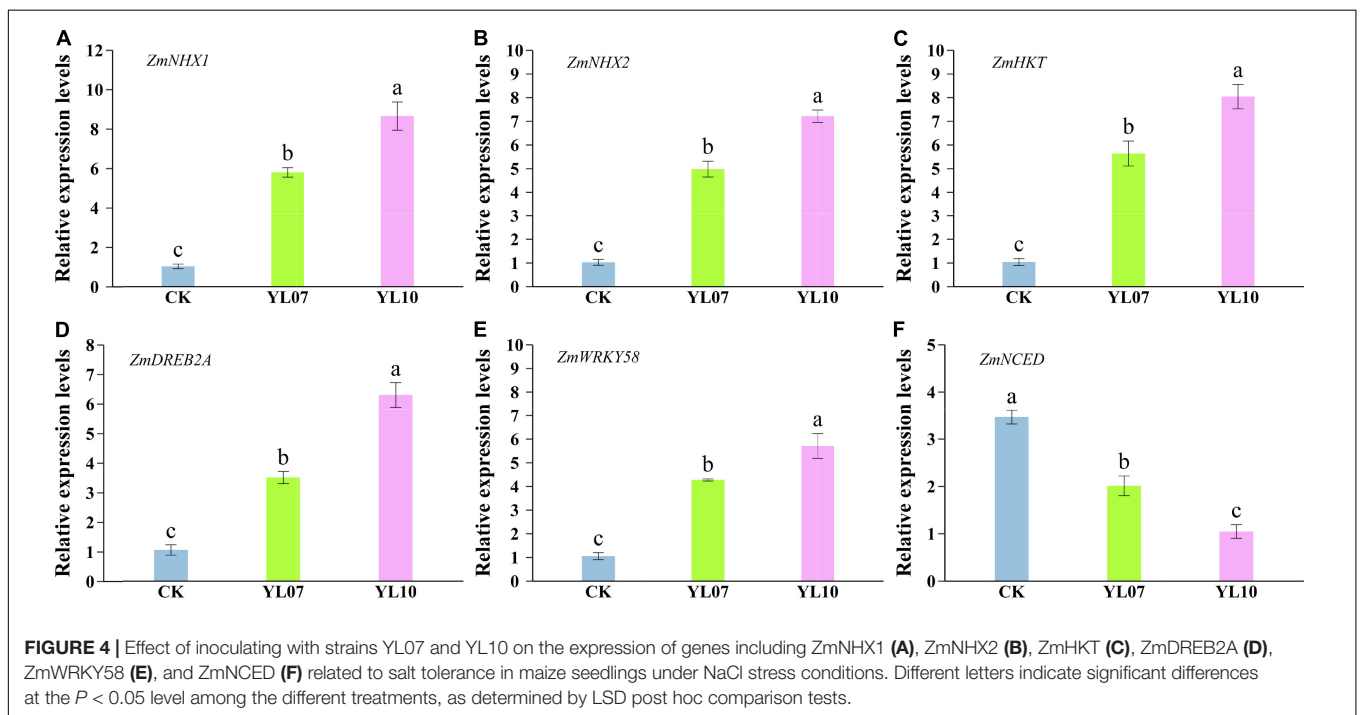 A
ZmNHX1
Relative expression levels
12
10
8
6
4
2
0
c
b
a
CK YL07 YL10
B
ZmNHX2
Relative expression levels
10
9
8
7
6
5
4
3
2
1
0
c
b
a
CK YL07 YL10
C
ZmHKT
Relative expression levels
10
9
8
7
6
5
4
3
2
1
0
c
b
a
CK YL07 YL10
D
ZmDREB2A
Relative expression levels
8
7
6
5
4
3
2
1
0
c
b
a
CK YL07 YL10
E
ZmWRKY58
Relative expression levels
10
9
8
7
6
5
4
3
2
1
0
c
b
a
CK YL07 YL10
F
ZmNCED
Relative expression levels
5
4
3
2
1
0
a
b
c
CK YL07 YL10
FIGURE 4 | Effect of inoculating with strains YL07 and YL10 on the expression of genes including ZmNHX1 (A), ZmNHX2 (B), ZmHKT (C), ZmDREB2A (D),
ZmWRKY58 (E), and ZmNCED (F) related to salt tolerance in maize seedlings under NaCl stress conditions. Different letters indicate significant differences
at the P < 0.05 level among the different treatments, as determined by LSD post hoc comparison tests.